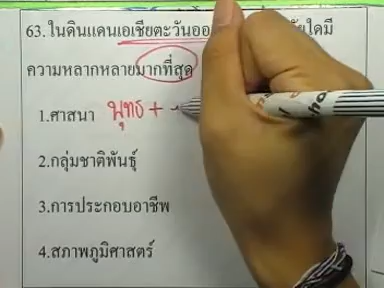 63.ในดินแดนเอเชียตะวันออ ใดมี
ความหลากหลายมากที่สุด
1.ศาสนา พุทธ +
2.กลุ่มชาติพันธุ์
3.การประกอบอาชีพ
4.สภาพภูมิศาสตร์